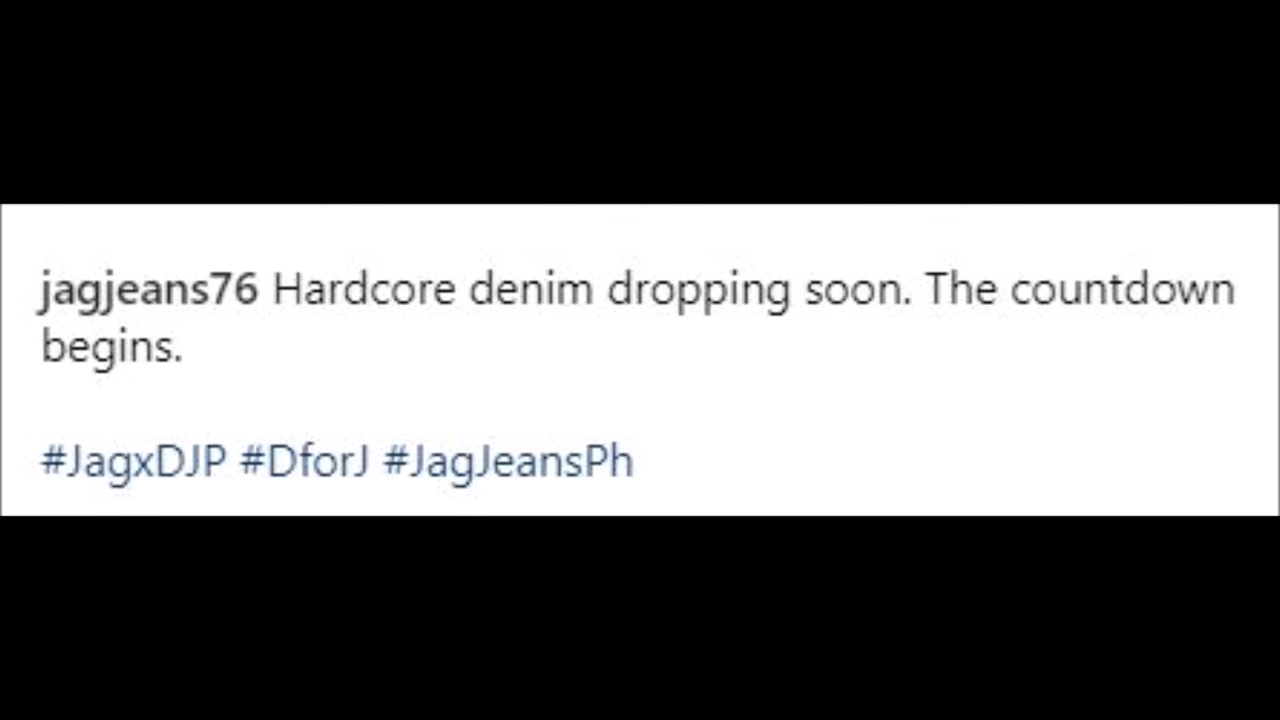 jagjeans76 Hardcore denim dropping soon. The countdown
begins.
#JagxDJP #DforJ #JagJeansPh